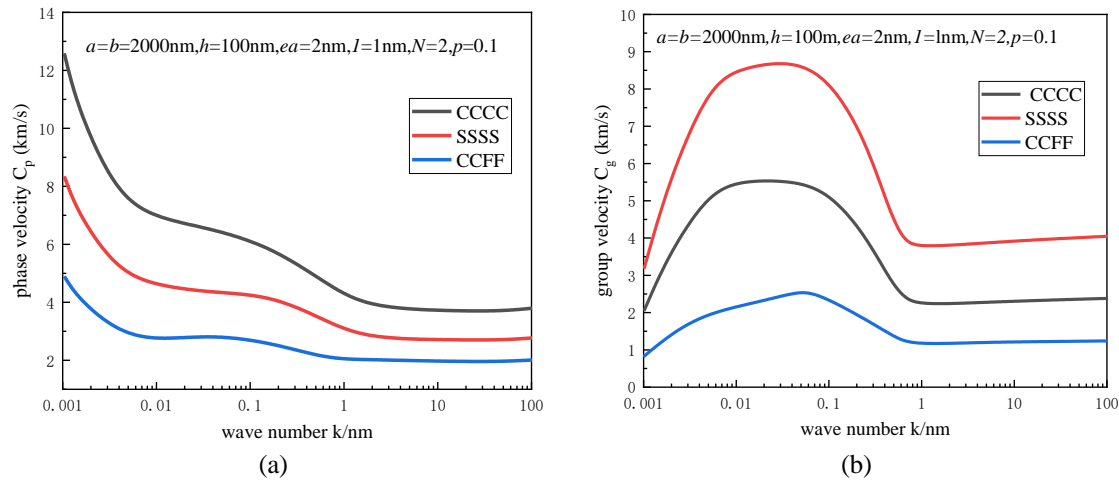 14
12
10
8
6
4
2
a=b=2000nm,h=100nm,ea=2nm,1=1nm,N=2,p=0.1
CCCC
SSSS
CCFF
phase velocity Cp (km/s)
0.001 0.01 0.1 1 10 100
wave number k/nm
(a)
10
9
8
7
6
5
4
3
2
1
0
a=b=2000nm,h=100m,ea=2nm,1=lnm,N=2,p=0.1
CCCC
SSSS
CCFF
group velocity Cg (km/s)
0.001 0.01 0.1 1 10 100
wave number k/nm
(b)